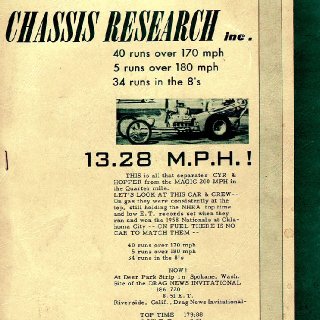 CHASSIS RESEARCH inc.
40 runs over 170 mph
5 runs over 180 mph
34 runs in the 8's
13.28 M.P.H.!
THIS is all that separates CYR &
HOPPER from the MAGIC 200 MPH in
the Quarter mile.
LET'S LOOK AT THIS CAR & CREW-
On gas they were consistently at the
top, still holding the NHRA top time
and low E.T. records set when they
ran and won the 1958 Nationals at Okla-
homa City -- ON FUEL THERE IS NO
CAR TO MATCH THEM --
40 runs over 170 mph
5 runs over 180 mph
34 runs in the 8's
NOW!
At Deer Park Strip in Spokane, Wash.
Site of the DRAG NEWS INVITATIONAL
186.720
8.51 E.T.
Riverside, Calif., Drag News Invitational-
TOP TIME 179.88